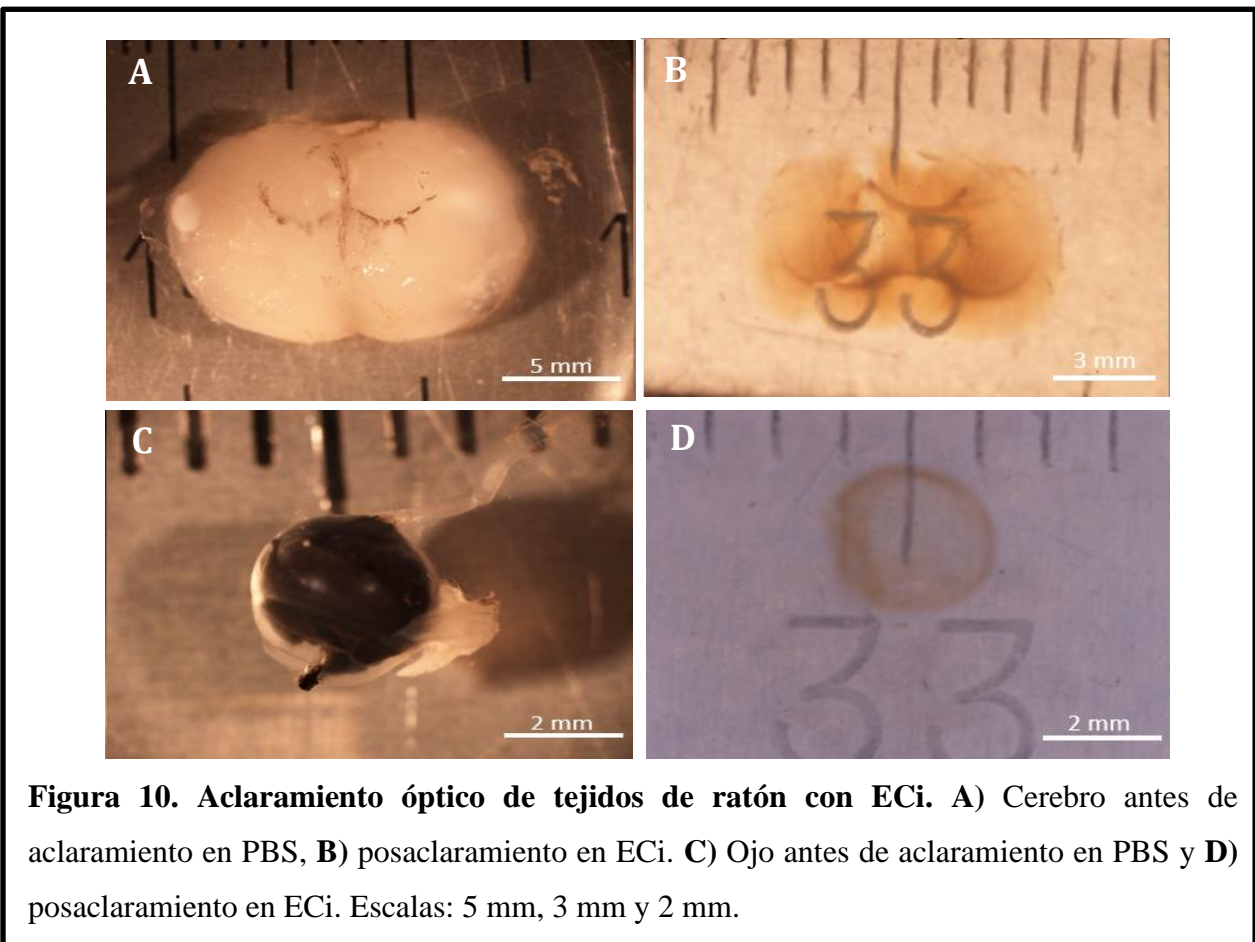 A
B
5 mm
3 mm
33
C
D
2 mm
2 mm
33
Figura 10. Aclaramiento óptico de tejidos de ratón con ECi. A) Cerebro antes de
aclaramiento en PBS, B) posaclaramiento en ECi. C) Ojo antes de aclaramiento en PBS y D)
posaclaramiento en ECi. Escalas: 5 mm, 3 mm y 2 mm.